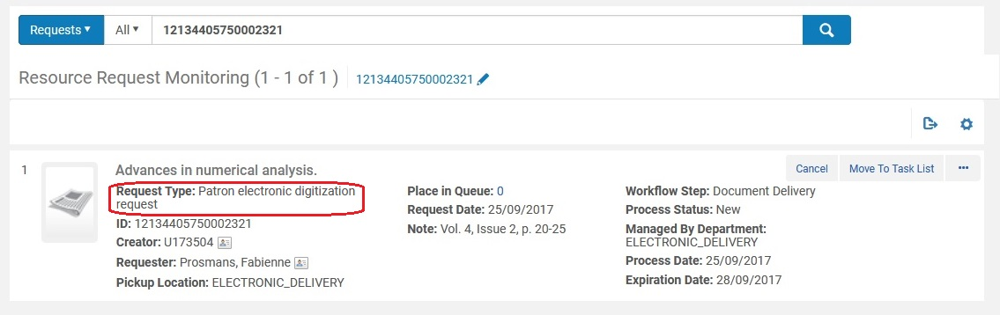 Requests All 12134405750002321
Resource Request Monitoring (1 - 1 of 1 ) 12134405750002321
1 Advances in numerical analysis. Cancel Move To Task List ...
Request Type: Patron electronic digitization
request
ID: 12134405750002321
Creator: U173504
Requester: Prosmans, Fabienne
Pickup Location: ELECTRONIC_DELIVERY
Place in Queue: 0
Request Date: 25/09/2017
Note: Vol. 4, Issue 2, p. 20-25
Workflow Step: Document Delivery
Process Status: New
Managed By Department:
ELECTRONIC_DELIVERY
Process Date: 25/09/2017
Expiration Date: 28/09/2017